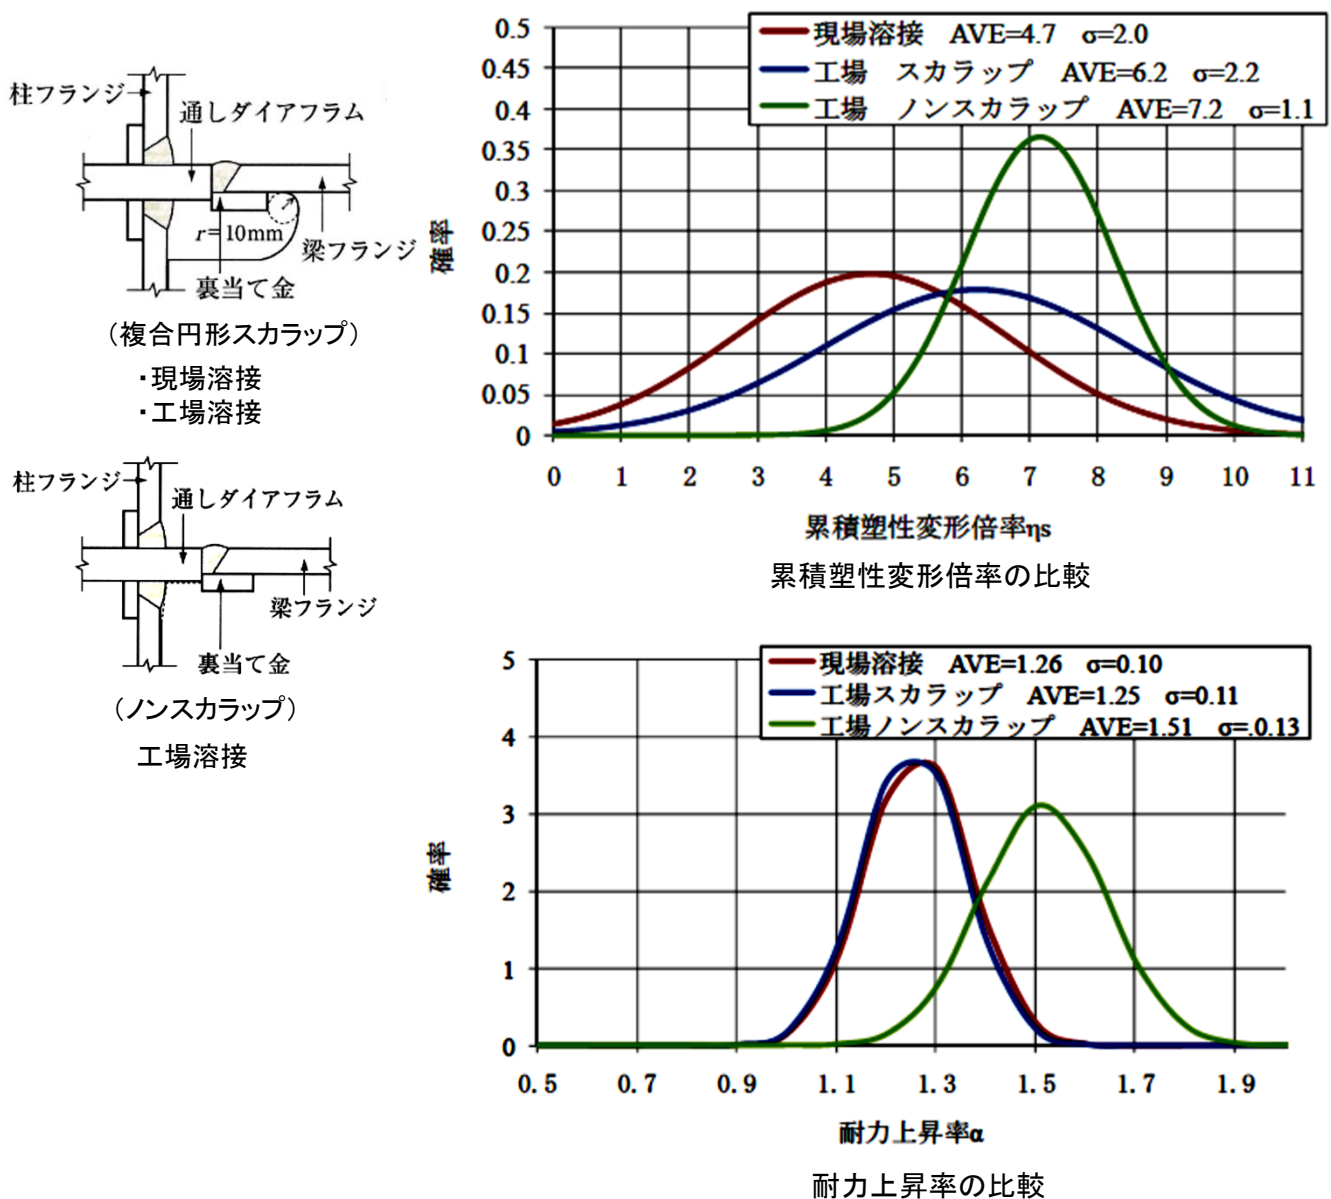 柱フランジ
通しダイアフラム
r=10mm
梁フランジ
裏当て金
(複合円形スカラップ)
・現場溶接
・工場溶接
柱フランジ
通しダイアフラム
梁フランジ
裏当て金
(ノンスカラップ)
工場溶接
現場溶接 AVE=4.7 σ=2.0
工場 スカラップ AVE=6.2 σ=2.2
工場 ノンスカラップ AVE=7.2 σ=1.1
0.5
0.45
0.4
0.35
0.3
0.25
0.2
0.15
0.1
0.05
0
確率
0 1 2 3 4 5 6 7 8 9 10 11
累積塑性変形倍率ηs
累積塑性変形倍率の比較
現場溶接 AVE=1.26 σ=0.10
工場スカラップ AVE=1.25 σ=0.11
工場ノンスカラップ AVE=1.51 σ=.0.13
5
4
3
2
1
0
確率
0.5 0.7 0.9 1.1 1.3 1.5 1.7 1.9
耐力上昇率α
耐力上昇率の比較